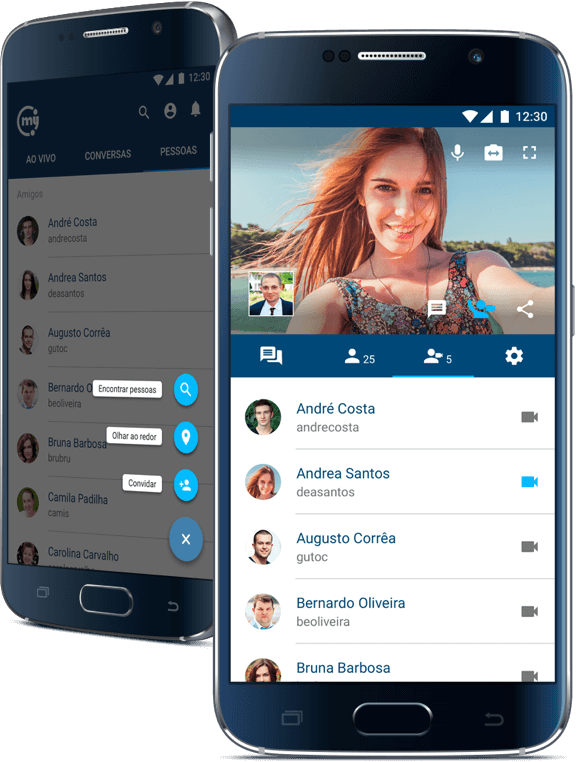 12:30
my
AO VIVO
CONVERSAS
PESSOAS
Amigos
André Costa
andrecosta
Andrea Santos
deasantos
Augusto Corrêa
gutoc
Bernardo O
beoliveira
Encontrar pessoas
Bruna Barbosa
brubru
Olhar ao redor
Camila Padilha
camis
Convidar
Carolina Carvalho
12:30
25
5
André Costa
andrecosta
Andrea Santos
deasantos
Augusto Corrêa
gutoc
Bernardo Oliveira
beoliveira
Bruna Barbosa